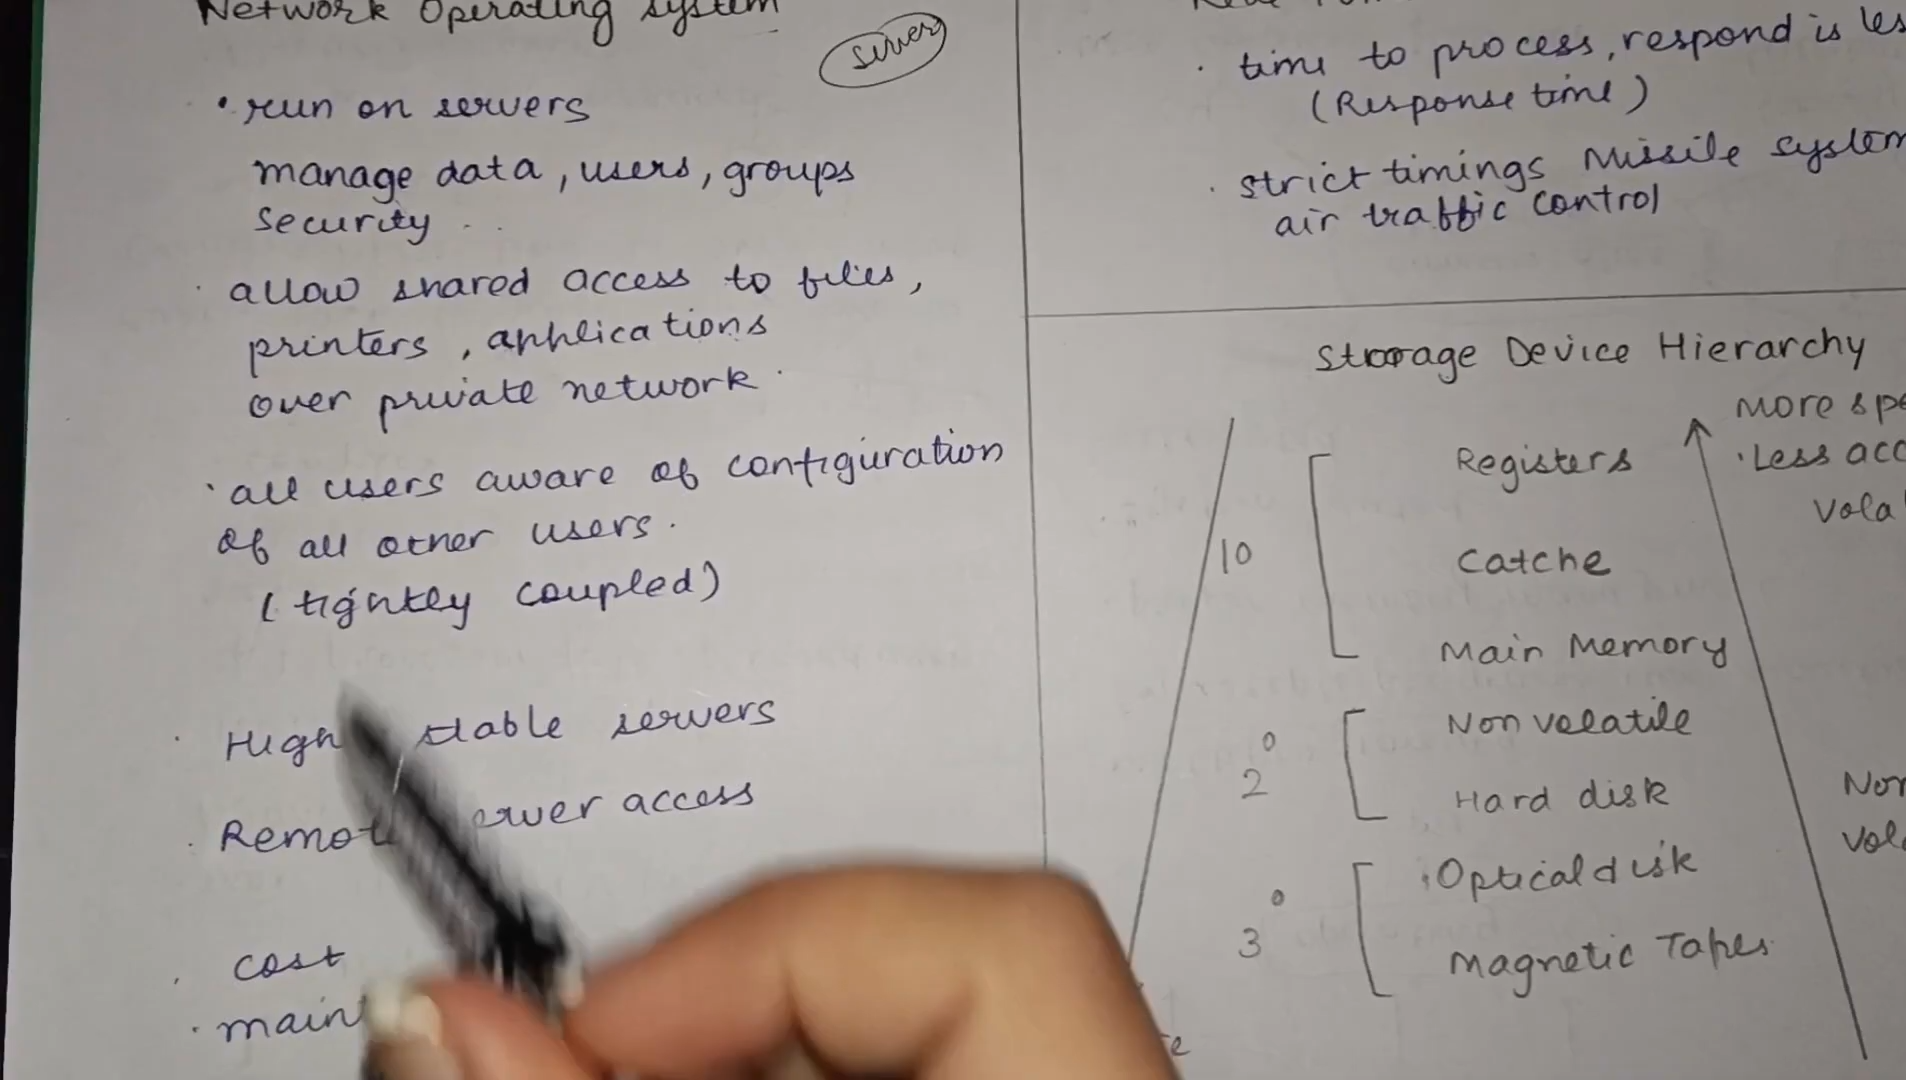 Network Operating System
server
• run on servers
manage data, users, groups
security
· allow shared access to files,
printers, applications
over private network
· all users aware of configuration
of all other users.
(tightly coupled)
· High stable servers
· Remot server access
· cost
· time to process, respond is
(Response time)
· strict timings Missile system
air traffic control
Storage Device Hierarchy
Registers
Catche
Main Memory
Non volatile
Hard disk
Optical disk
Magnetic Tapes
10
2°
3°
more
· Less